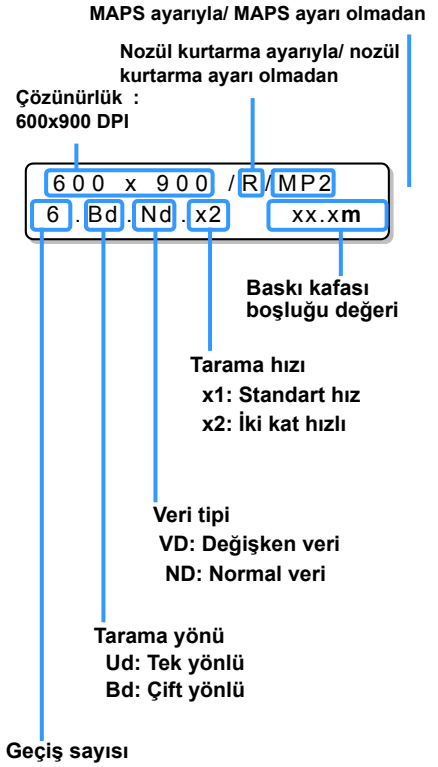 MAPS ayarıyla/ MAPS ayarı olmadan
Nozül kurtarma ayarıyla/ nozül
kurtarma ayarı olmadan
Çözünürlük :
600x900 DPI
600 x 900 /R/MP2
6 .Bd.Nd.x2 xx.xm
Baskı kafası
boşluğu değeri
Tarama hızı
x1: Standart hız
x2: İki kat hızlı
Veri tipi
VD: Değişken veri
ND: Normal veri
Tarama yönü
Ud: Tek yönlü
Bd: Çift yönlü
Geçiş sayısı